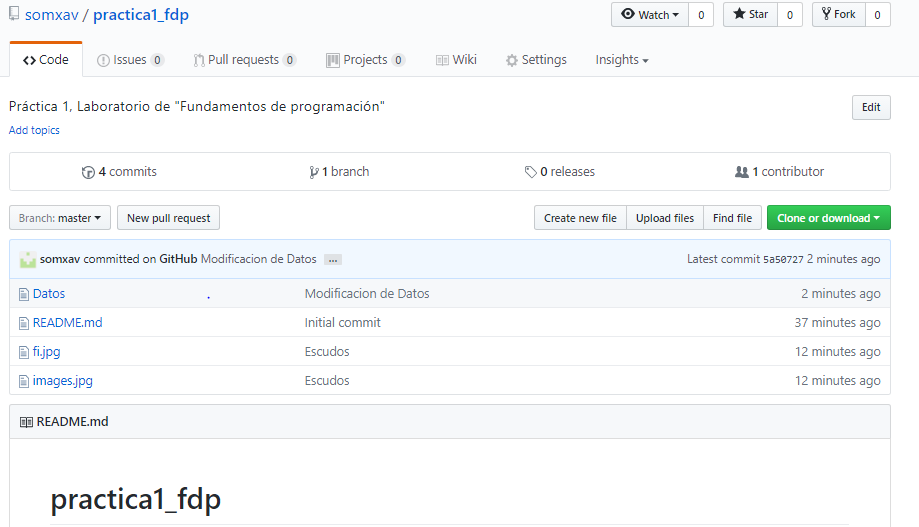 somxav / practica1_fdp
Watch 0 Star 0 Fork 0
Code Issues 0 Pull requests 0 Projects 0 Wiki Settings Insights
Práctica 1, Laboratorio de "Fundamentos de programación" Edit
Add topics
4 commits 1 branch 0 releases 1 contributor
Branch: master New pull request Create new file Upload files Find file Clone or download
somxav committed on GitHub Modificacion de Datos ... Latest commit 5a50727 2 minutes ago
Datos Modificacion de Datos 2 minutes ago
README.md Initial commit 37 minutes ago
fi.jpg Escudos 12 minutes ago
images.jpg Escudos 12 minutes ago
README.md
practica1_fdp